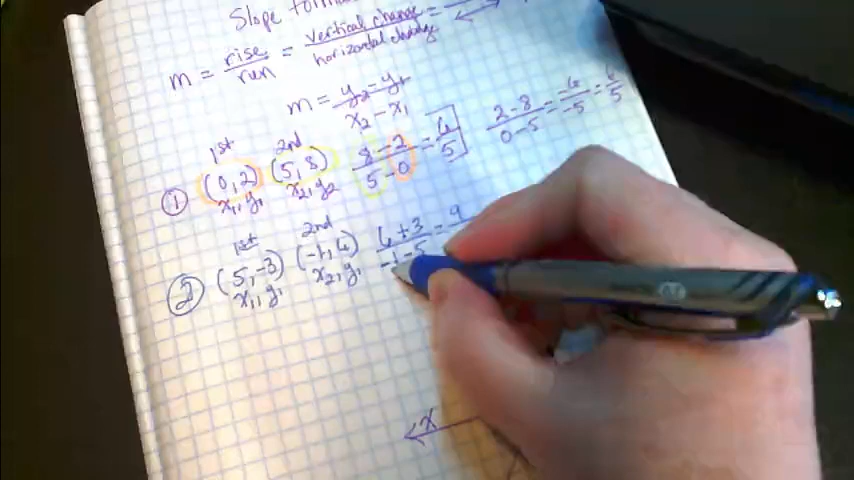 Slope form
m = rise/run = vertical change/horizontal change =
m = y₂-y₁/x₂-x₁
1st 2nd
① (0,2) (5,8) 8-2/5-0 = 6/5 2-8/0-5 = -6/-5 = 6/5
x₁,y₁ x₂,y₂
1st 2nd
② (5,-3) (-1,6) 6+3/-1-5 = 9
x₁,y₁ x₂,y₁
x